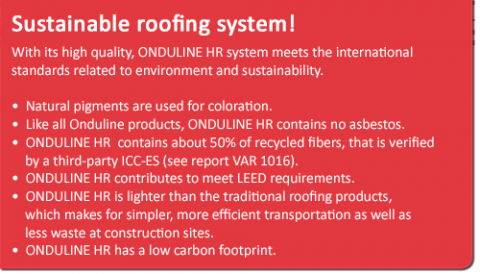 Sustainable roofing system!
With its high quality, ONDULINE HR system meets the international
standards related to environment and sustainability.
• Natural pigments are used for coloration.
• Like all Onduline products, ONDULINE HR contains no asbestos.
• ONDULINE HR  contains about 50% of recycled fibers, that is verified
by a third-party ICC-ES (see report VAR 1016).
• ONDULINE HR contributes to meet LEED requirements.
• ONDULINE HR is lighter than the traditional roofing products,
which makes for simpler, more efficient transportation as well as
less waste at construction sites.
• ONDULINE HR has a low carbon footprint.